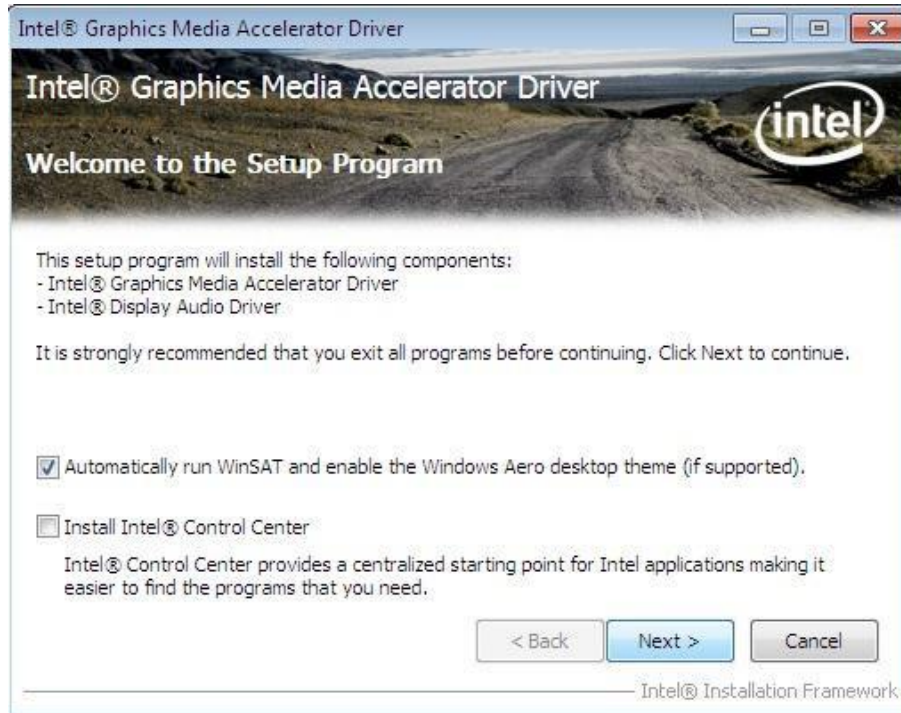 Intel® Graphics Media Accelerator Driver
Intel® Graphics Media Accelerator Driver
intel
Welcome to the Setup Program
This setup program will install the following components:
- Intel® Graphics Media Accelerator Driver
- Intel® Display Audio Driver
It is strongly recommended that you exit all programs before continuing. Click Next to continue.
Automatically run WinSAT and enable the Windows Aero desktop theme (if supported).
Install Intel® Control Center
Intel® Control Center provides a centralized starting point for Intel applications making it
easier to find the programs that you need.
< Back Next > Cancel
Intel® Installation Framework